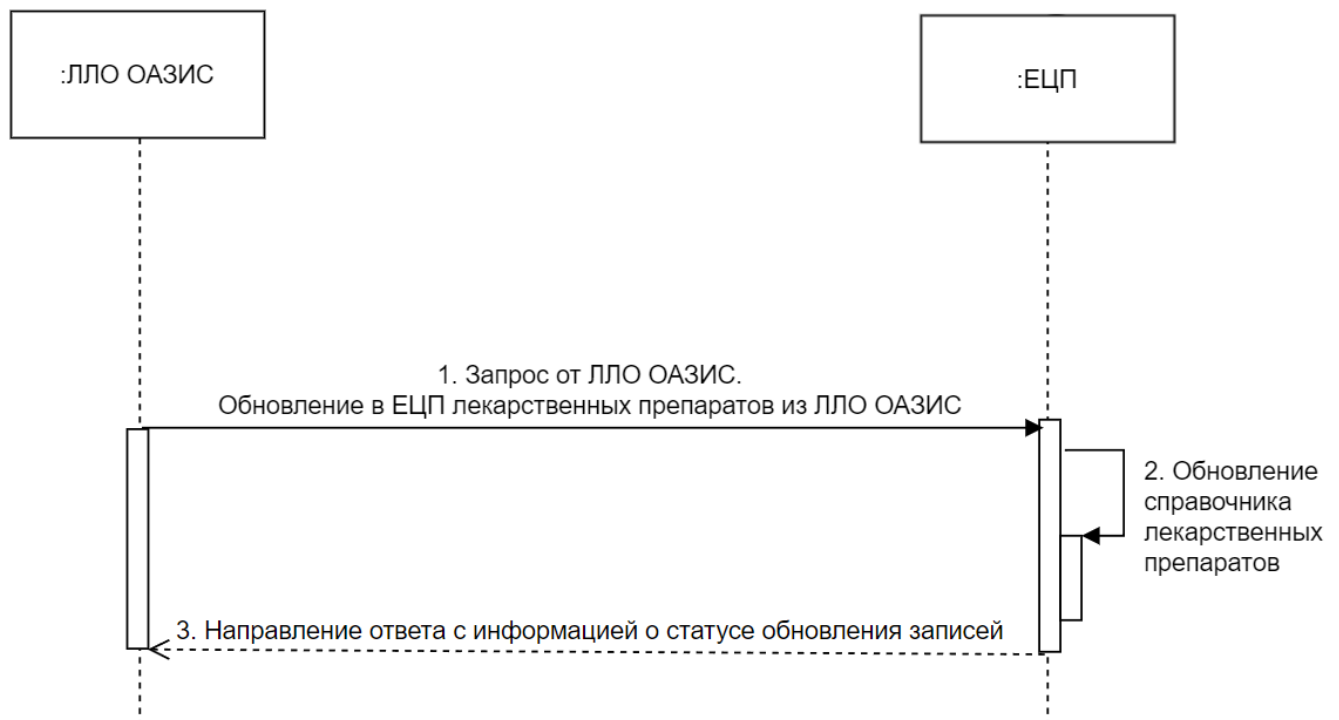 :ЛЛО ОАЗИС
:ЕЦП
1. Запрос от ЛЛО ОАЗИС.
Обновление в ЕЦП лекарственных препаратов из ЛЛО ОАЗИС
2. Обновление
справочника
лекарственных
препаратов
3. Направление ответа с информацией о статусе обновления записей